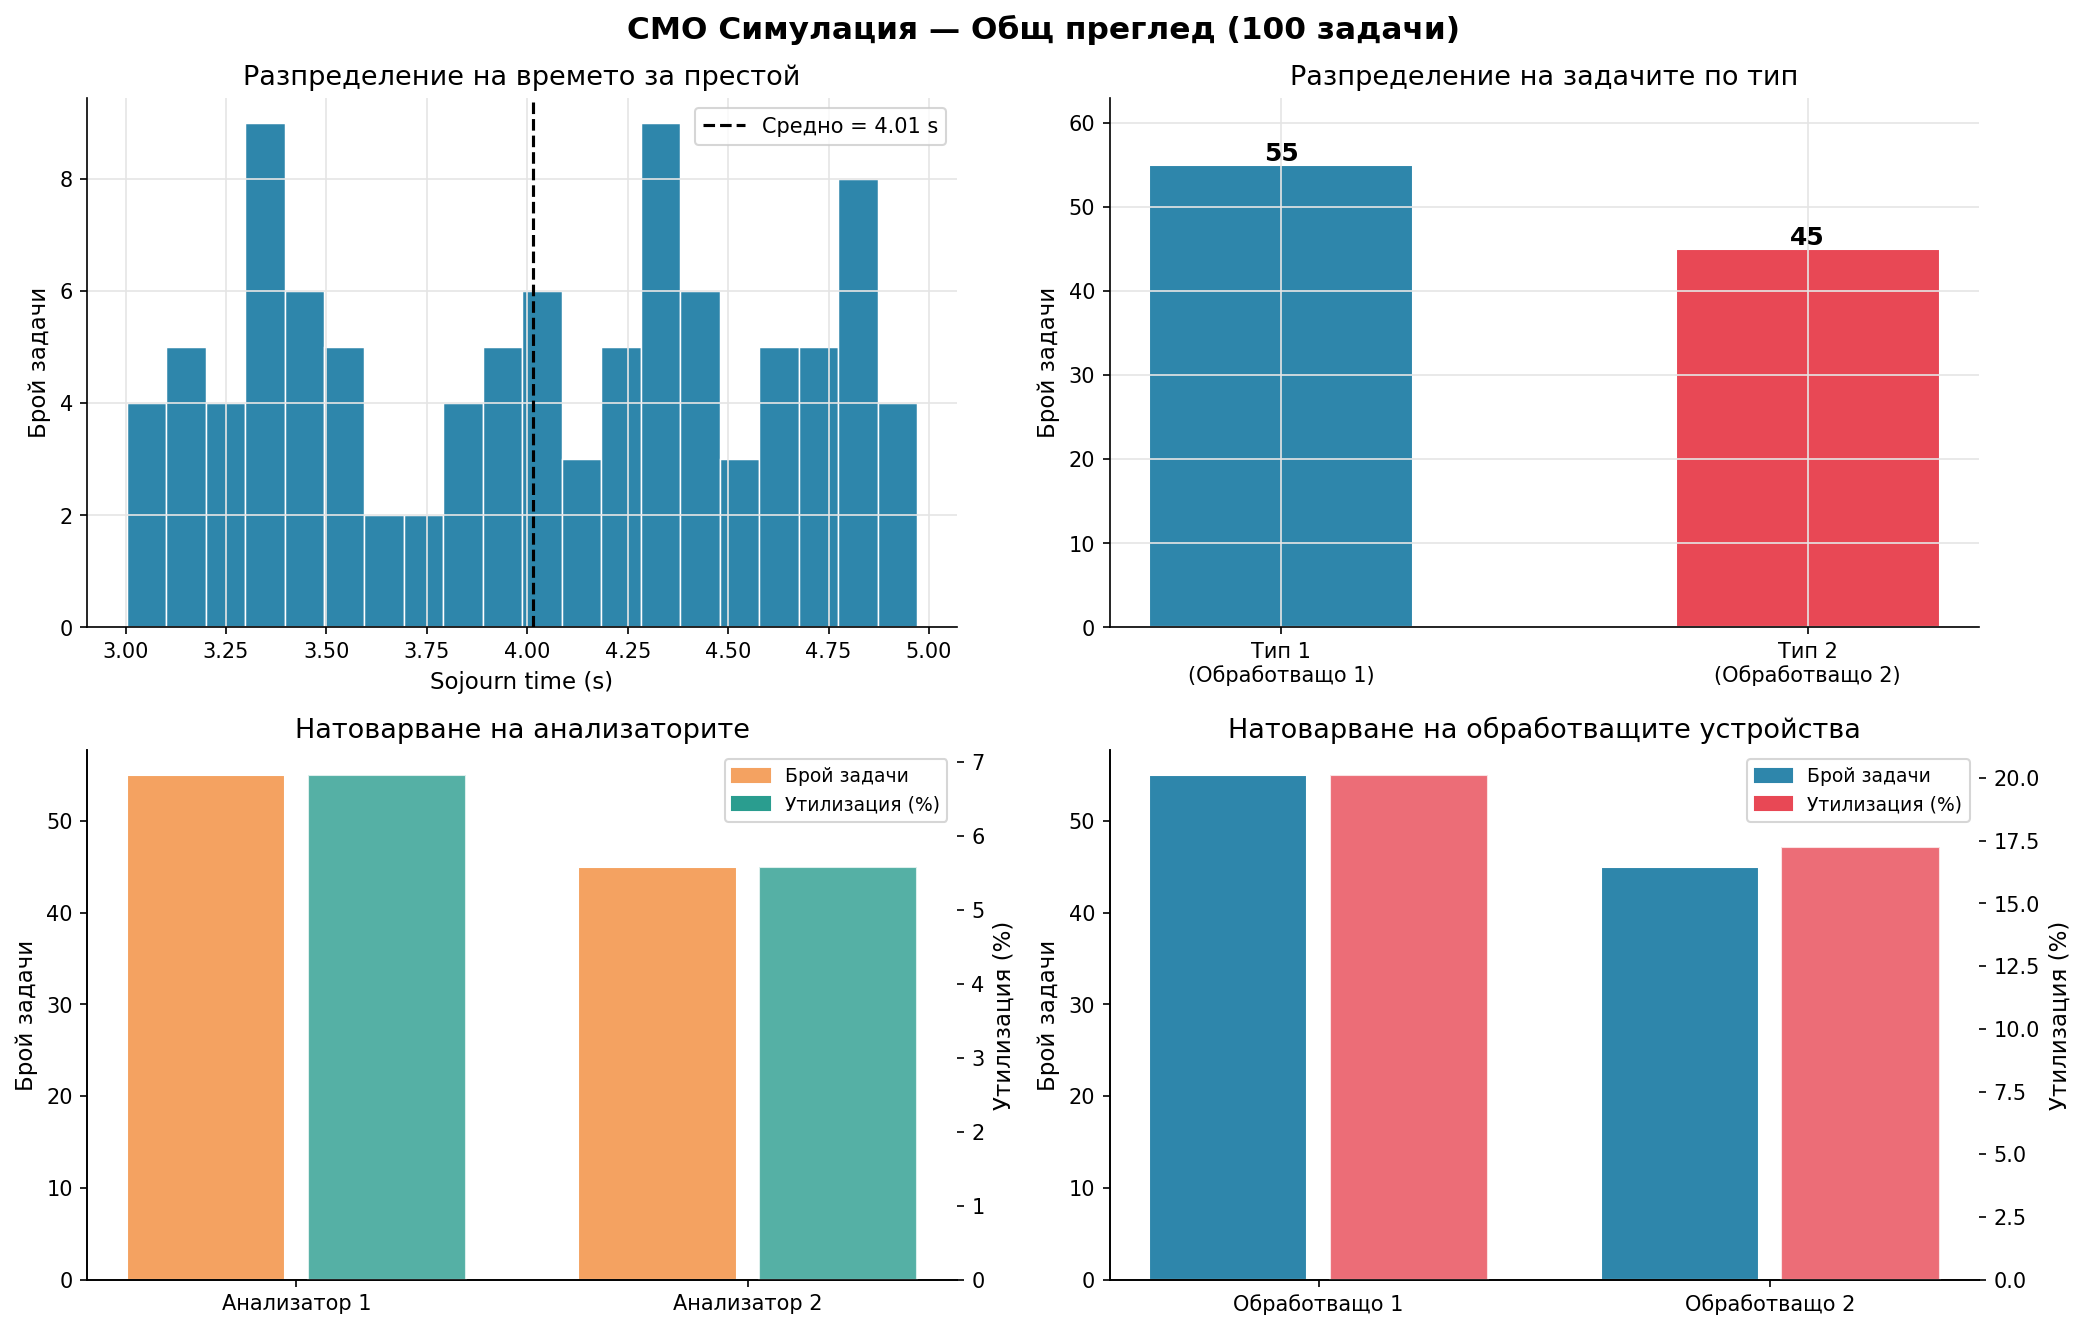 СМО Симулация — Общ преглед (100 задачи)
Разпределение на времето за престой
Брой задачи
8
6
4
2
0
Средно = 4.01 s
3.00 3.25 3.50 3.75 4.00 4.25 4.50 4.75 5.00
Sojourn time (s)
Разпределение на задачите по тип
Брой задачи
60
50
40
30
20
10
0
55
45
Тип 1
(Обработващо 1)
Тип 2
(Обработващо 2)
Натоварване на анализаторите
Брой задачи
50
40
30
20
10
0
Брой задачи
Утилизация (%)
7
6
5
4
3
2
1
0
Утилизация (%)
Анализатор 1 Анализатор 2
Натоварване на обработващите устройства
Брой задачи
50
40
30
20
10
0
Брой задачи
Утилизация (%)
20.0
17.5
15.0
12.5
10.0
7.5
5.0
2.5
0.0
Утилизация (%)
Обработващо 1 Обработващо 2